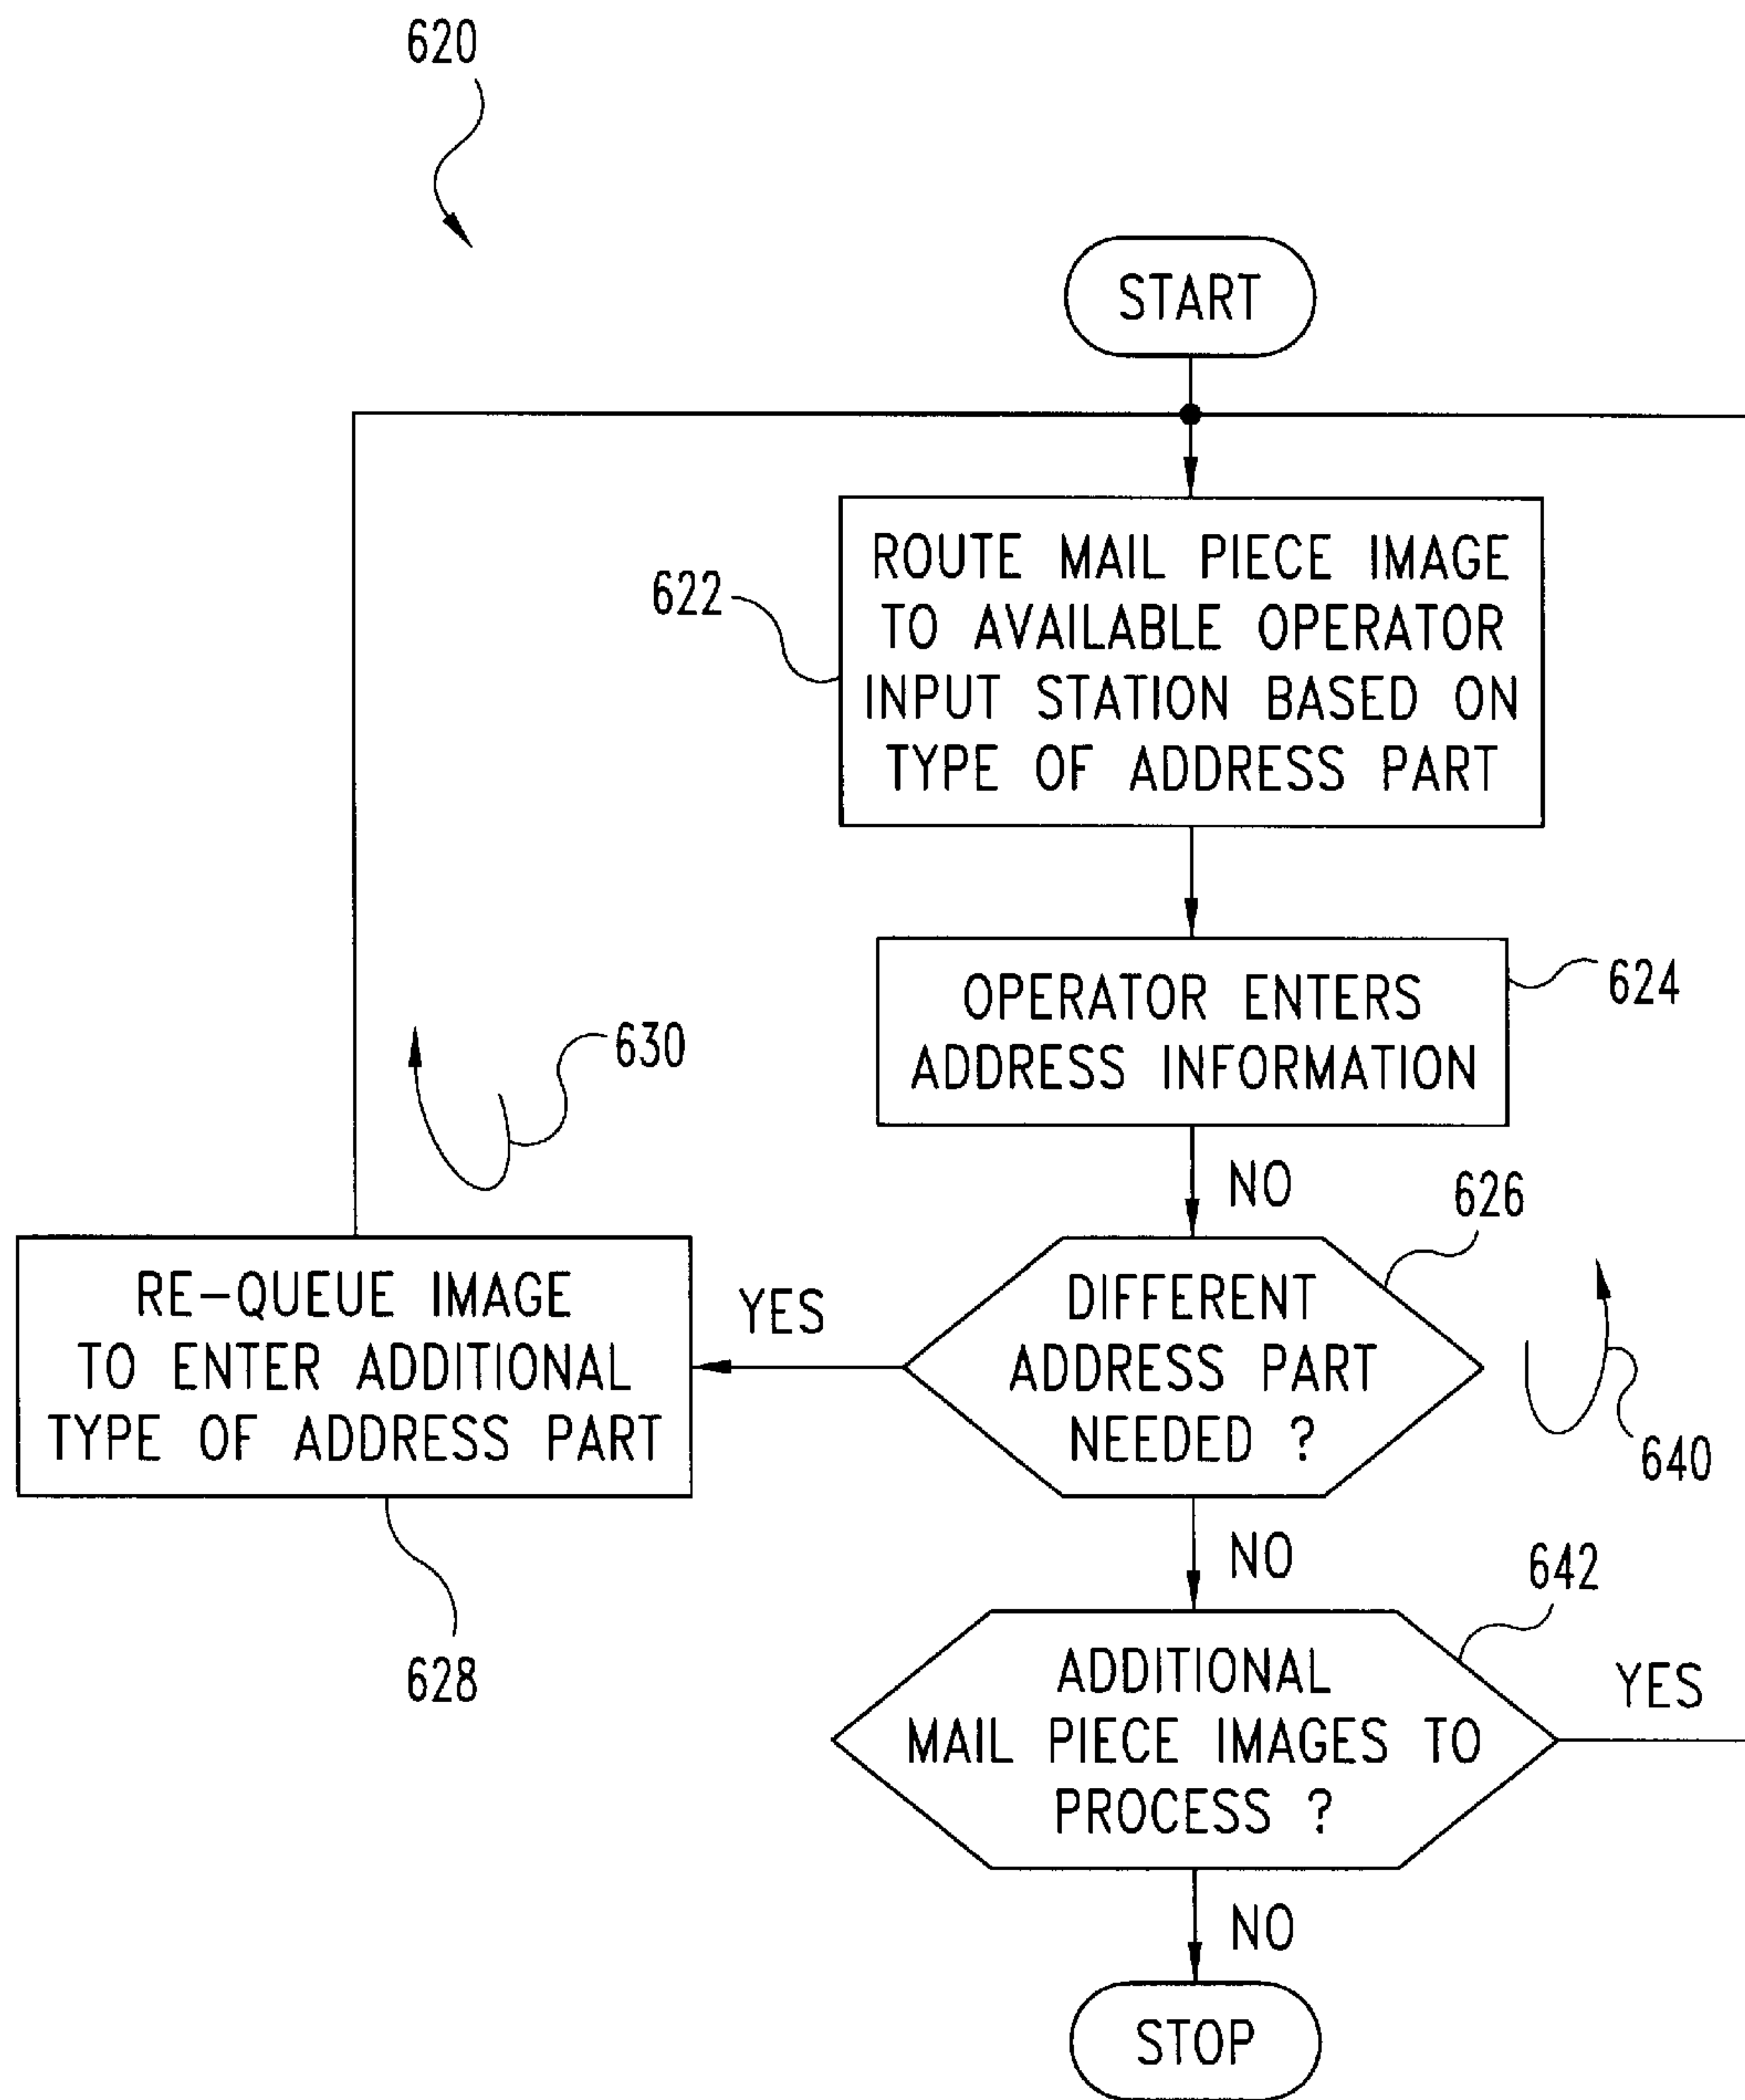 620
START
622
ROUTE MAIL PIECE IMAGE
TO AVAILABLE OPERATOR
INPUT STATION BASED ON
TYPE OF ADDRESS PART
624
OPERATOR ENTERS
ADDRESS INFORMATION
630
NO
626
RE-QUEUE IMAGE
TO ENTER ADDITIONAL
TYPE OF ADDRESS PART
YES
DIFFERENT
ADDRESS PART
NEEDED ?
640
628
NO
642
ADDITIONAL
MAIL PIECE IMAGES TO
PROCESS ?
YES
NO
STOP